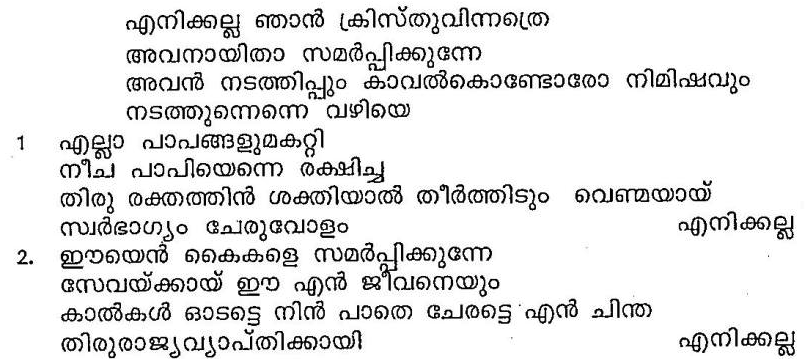 എനിക്കല്ല ഞാൻ ക്രിസ്തുവിന്നത്രെ
അവനായിതാ സമർപ്പിക്കുന്നേ
അവൻ നടത്തിപ്പും കാവൽകൊണ്ടോരോ നിമിഷവും
നടത്തുന്നെന്നെ വഴിയെ
1 എല്ലാ പാപങ്ങളുമകറ്റി
നീച പാപിയെന്നെ രക്ഷിച്ച
തിരു രക്തത്തിൻ ശക്തിയാൽ തീർത്തിടും വെണ്മയായ്
സ്വർഭാഗ്യം ചേരുവോളം എനിക്കല്ല
2. ഈയെൻ കൈകളെ സമർപ്പിക്കുന്നേ
സേവയ്ക്കായ് ഈ എൻ ജീവനെയും
കാൽകൾ ഓടട്ടെ നിൻ പാതെ ചേരട്ടെ എൻ ചിന്ത
തിരുരാജ്യവ്യാപ്തിക്കായി എനിക്കല്ല